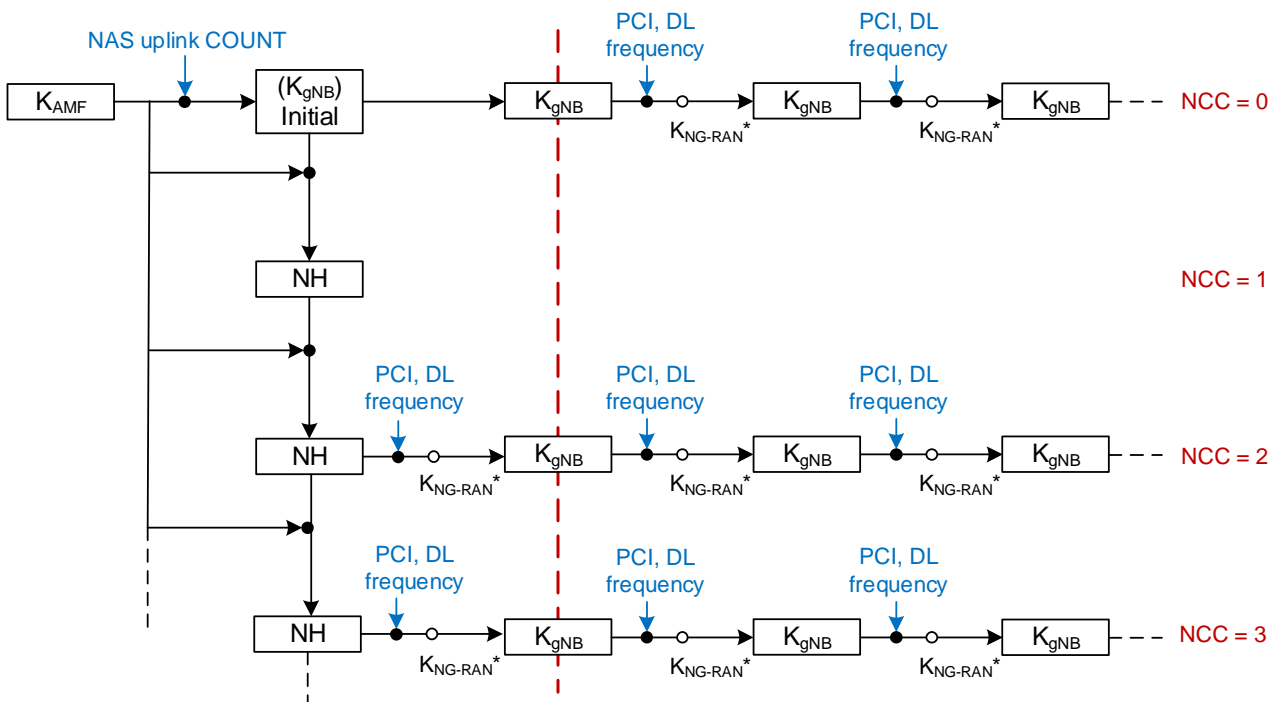 NAS uplink COUNT
PCI, DL
frequency
PCI, DL
frequency
KAMF
(KgNB)
Initial
KgNB
KNG-RAN*
KgNB
KNG-RAN*
KgNB
NCC = 0
NH
NCC = 1
PCI, DL
frequency
PCI, DL
frequency
PCI, DL
frequency
NH
KNG-RAN*
KgNB
KNG-RAN*
KgNB
KNG-RAN*
KgNB
NCC = 2
PCI, DL
frequency
PCI, DL
frequency
PCI, DL
frequency
NH
KNG-RAN*
KgNB
KNG-RAN*
KgNB
KNG-RAN*
KgNB
NCC = 3